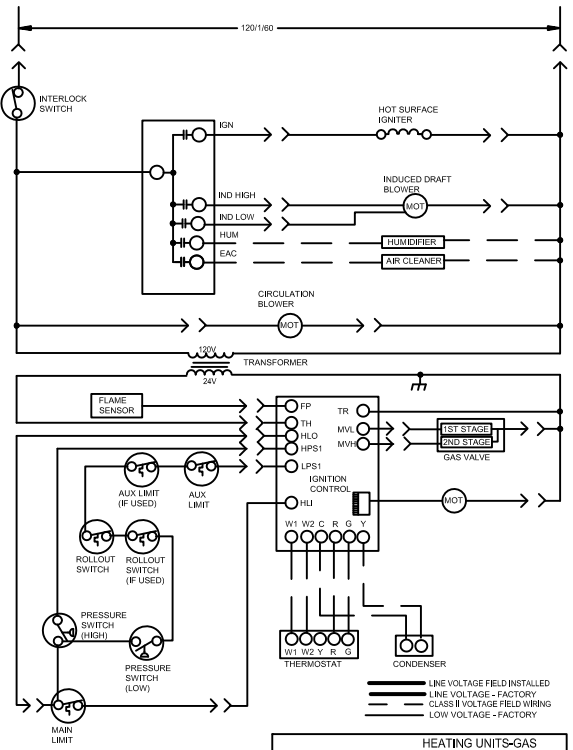 120/1/60
INTERLOCK
SWITCH
IGN
HOT SURFACE
IGNITER
INDUCED DRAFT
BLOWER
IND HIGH
MOT
IND LOW
HUM
HUMIDIFIER
EAC
AIR CLEANER
CIRCULATION
BLOWER
MOT
120V
TRANSFORMER
24V
FLAME
SENSOR
FP
TR
TH
MVL
1ST STAGE
HLO
MVH
2ND STAGE
HPS1
GAS VALVE
LPS1
IGNITION
CONTROL
AUX LIMIT
(IF USED)
AUX
LIMIT
HLI
MOT
W1 W2 C R G Y
ROLLOUT
SWITCH
ROLLOUT
SWITCH
(IF USED)
PRESSURE
SWITCH
(HIGH)
PRESSURE
SWITCH
(LOW)
W1 W2 Y R G
THERMOSTAT
CONDENSER
MAIN
LIMIT
LINE VOLTAGE FIELD INSTALLED
LINE VOLTAGE - FACTORY
CLASS II VOLTAGE FIELD WIRING
LOW VOLTAGE - FACTORY
HEATING UNITS-GAS